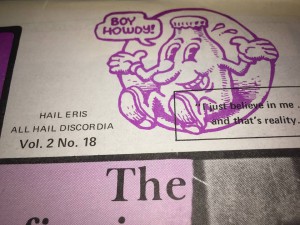 BOY
HOWDY!
HAIL ERIS
ALL HAIL DISCORDIA
Vol. 2 No. 18
"I just believe in me
and that's reality.
The